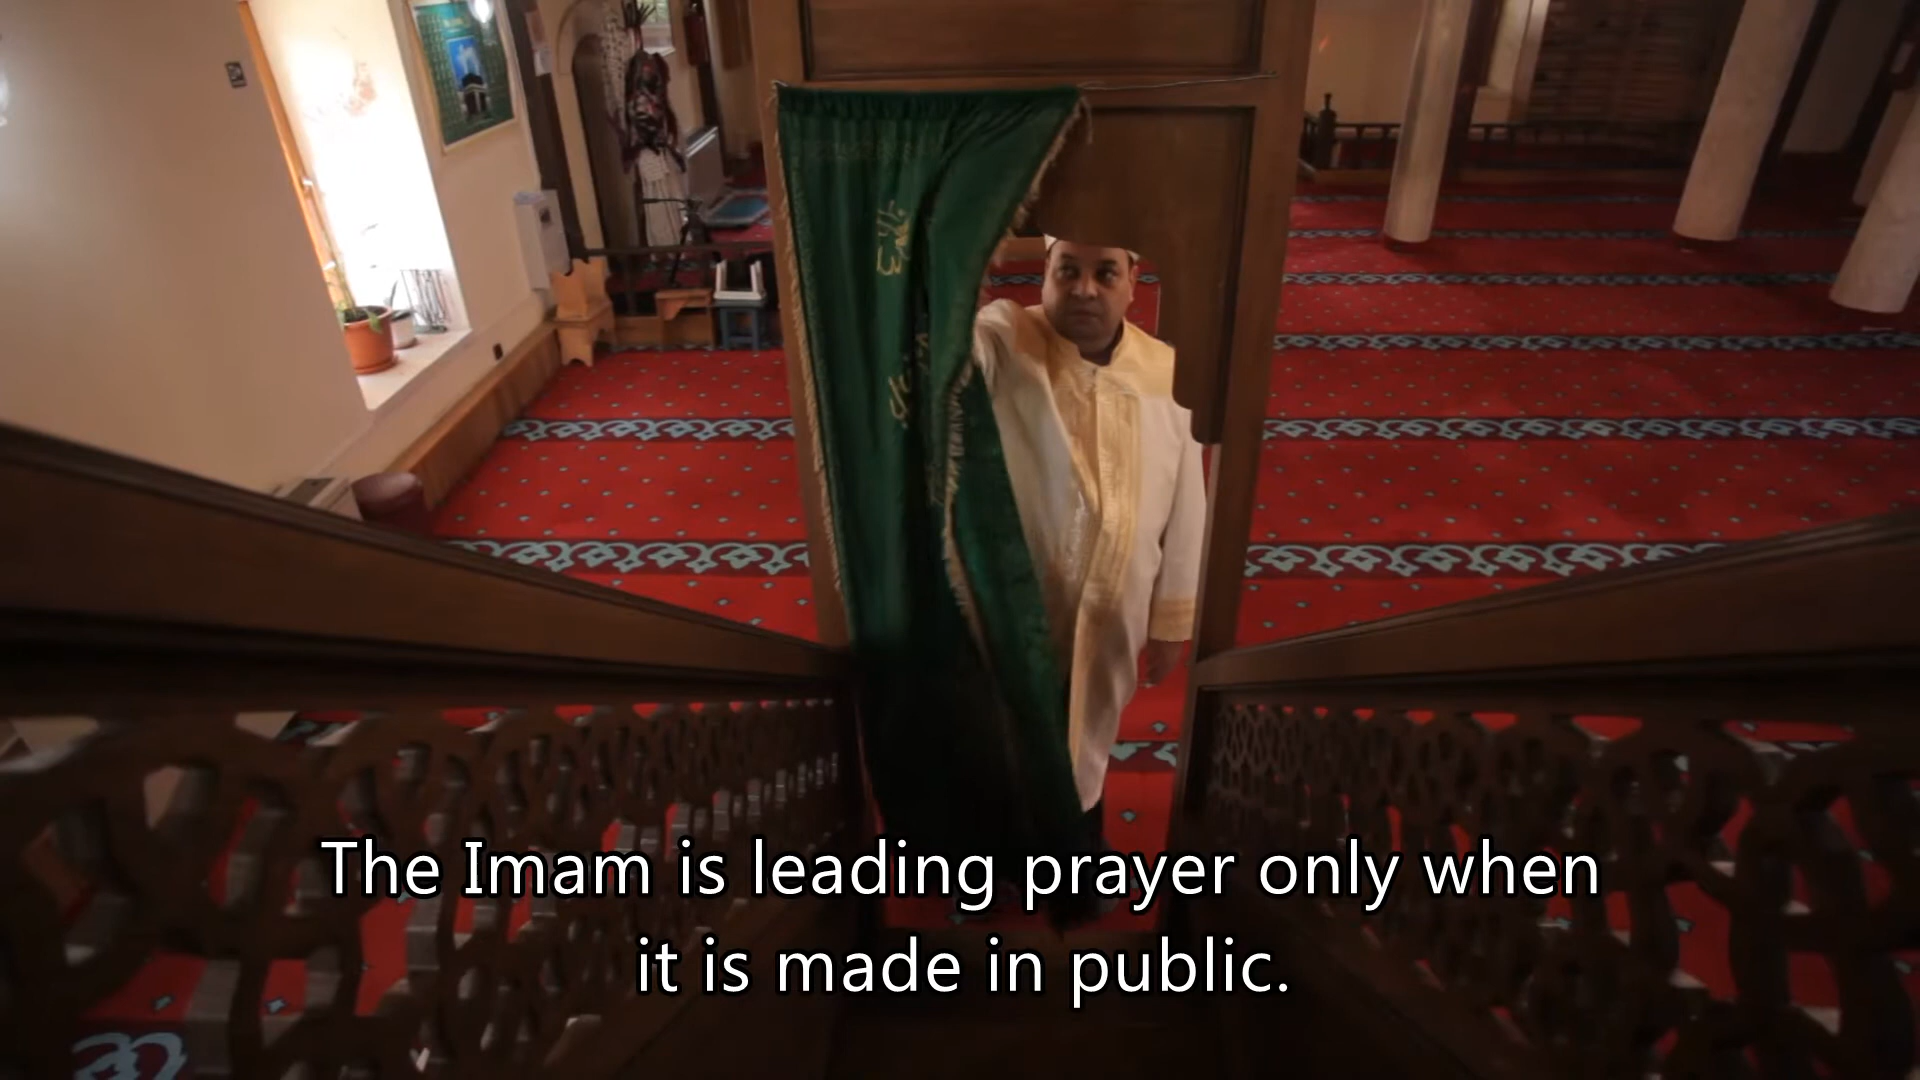 The Imam is leading prayer only when
it is made in public.